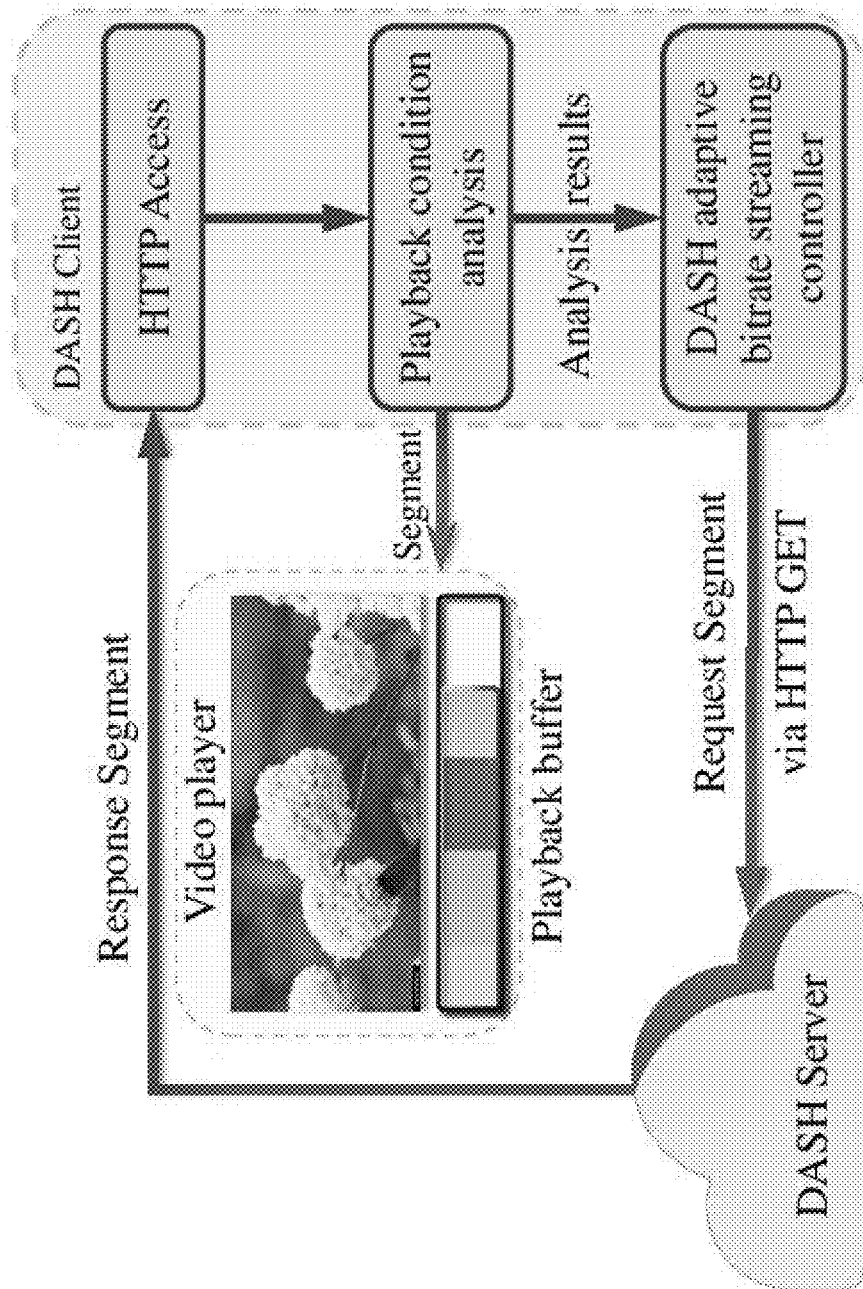 DASH Client
HTTP Access
Playback condition
analysis
Analysis results
DASH adaptive
bitrate streaming
controller
Response Segment
Video player
Segment
Playback buffer
Request Segment
via HTTP GET
DASH Server